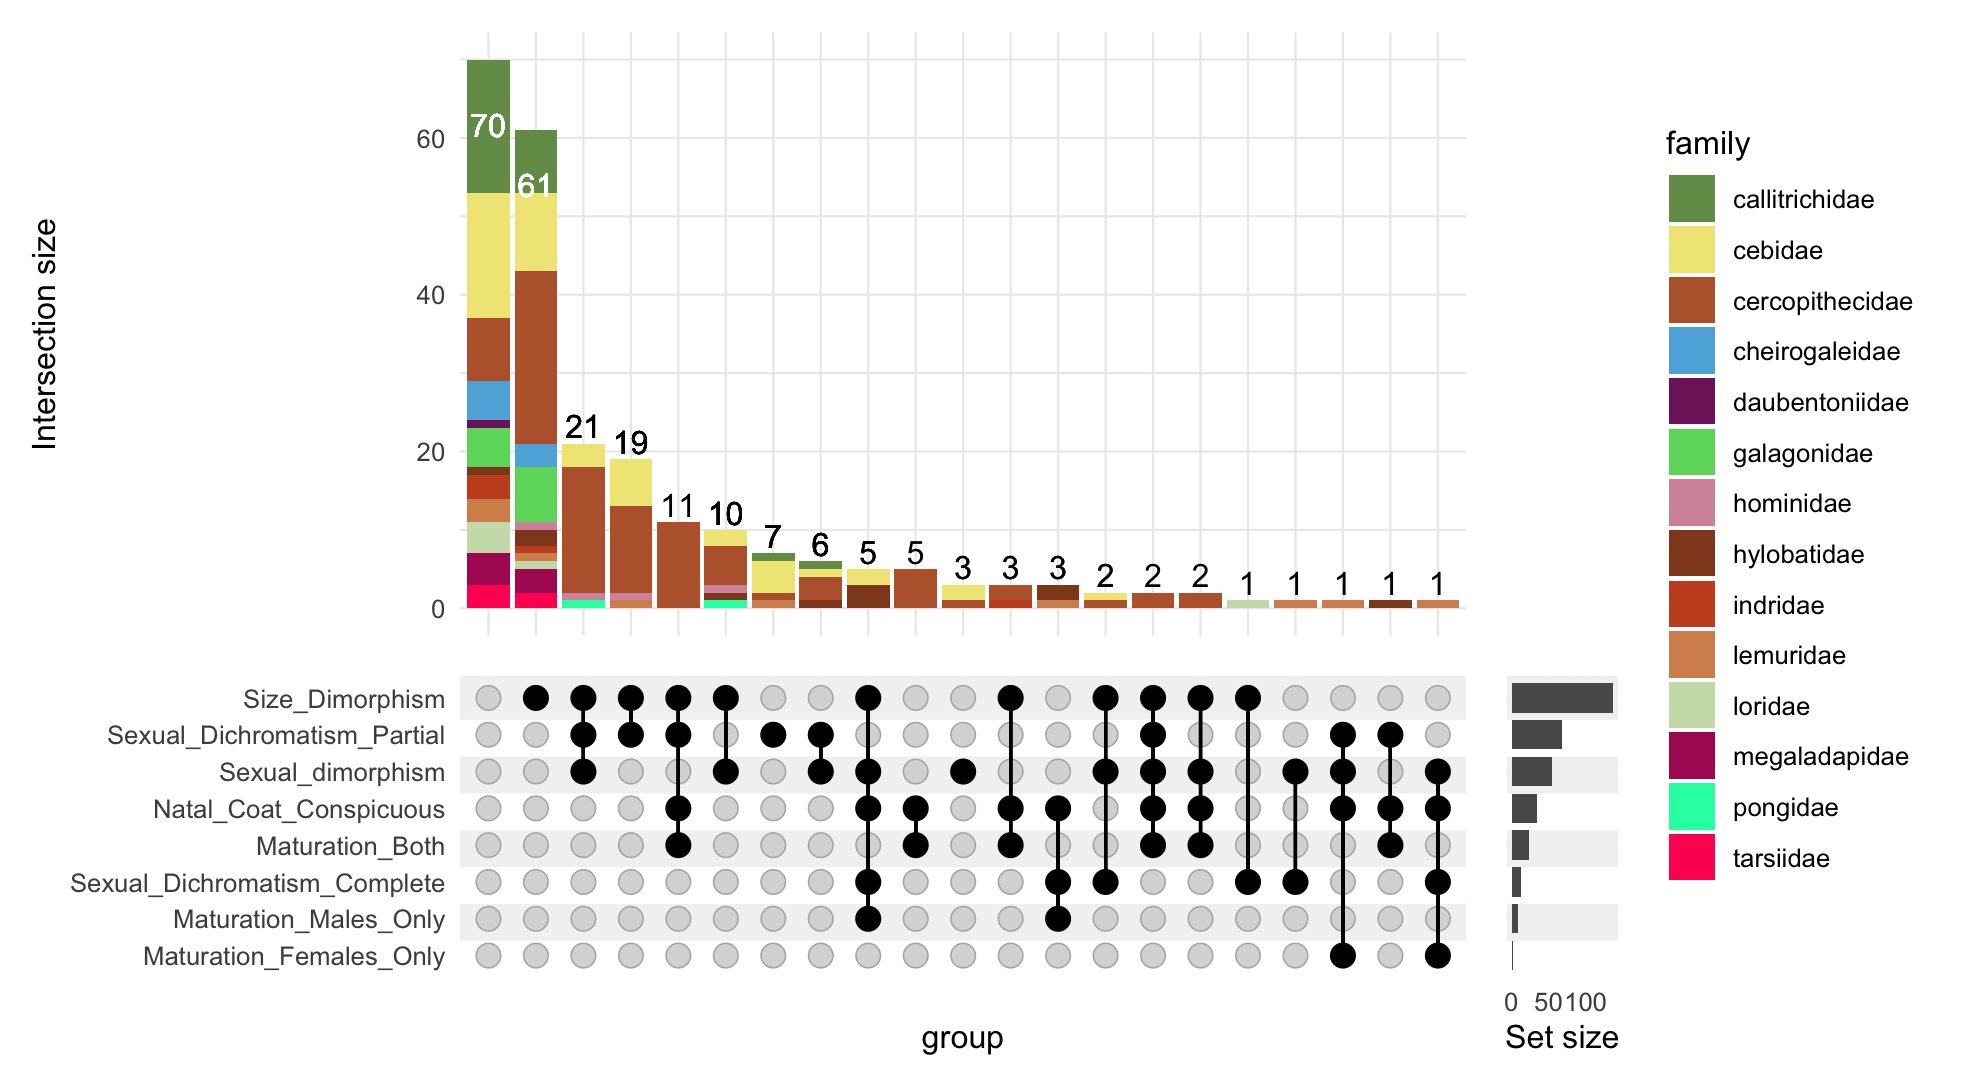 Intersection size
60
40
20
0
70
61
21
19
11
10
7
6
5
5
3
3
3
2
2
2
1
1
1
1
1
Size_Dimorphism
Sexual_Dichromatism_Partial
Sexual_dimorphism
Natal_Coat_Conspicuous
Maturation_Both
Sexual_Dichromatism_Complete
Maturation_Males_Only
Maturation_Females_Only
group
0 50 100
Set size
family
callitrichidae
cebidae
cercopithecidae
cheirogaleidae
daubentoniidae
galagonidae
hominidae
hylobatidae
indridae
lemuridae
loridae
megaladapidae
pongidae
tarsiidae